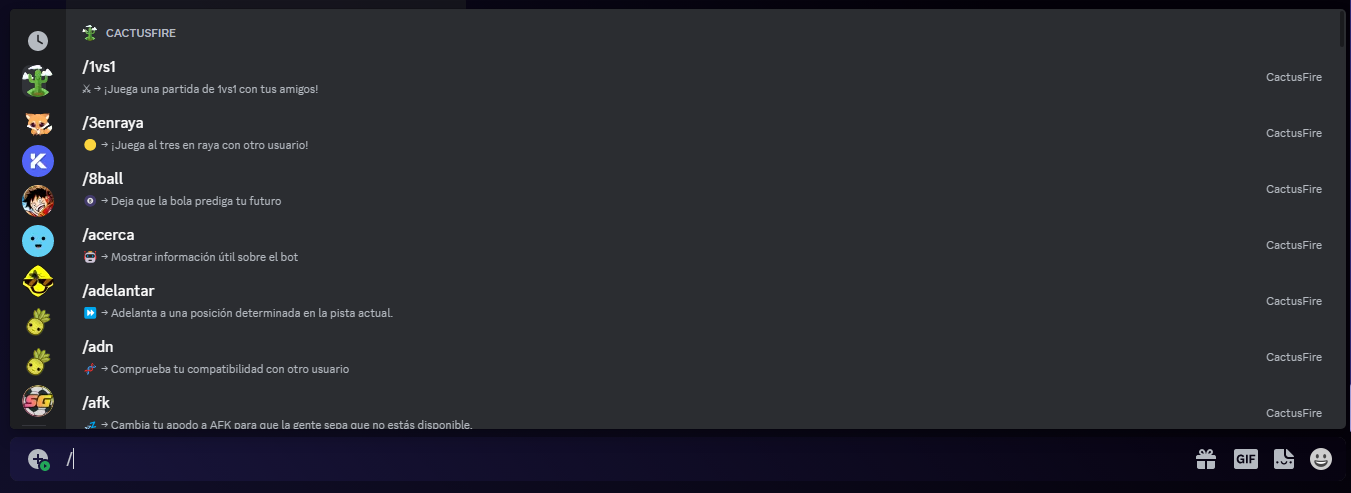 CACTUSFIRE
/1vs1
→ ¡Juega una partida de 1vs1 con tus amigos!
CactusFire
/3enraya
→ ¡Juega al tres en raya con otro usuario!
CactusFire
/8ball
→ Deja que la bola prediga tu futuro
CactusFire
/acerca
→ Mostrar información útil sobre el bot
CactusFire
/adelantar
→ Adelanta a una posición determinada en la pista actual.
CactusFire
/adn
→ Comprueba tu compatibilidad con otro usuario
CactusFire
/afk
→ Cambia tu apodo a AFK para que la gente sepa que no estás disponible.
CactusFire
K
SG
/
GIF